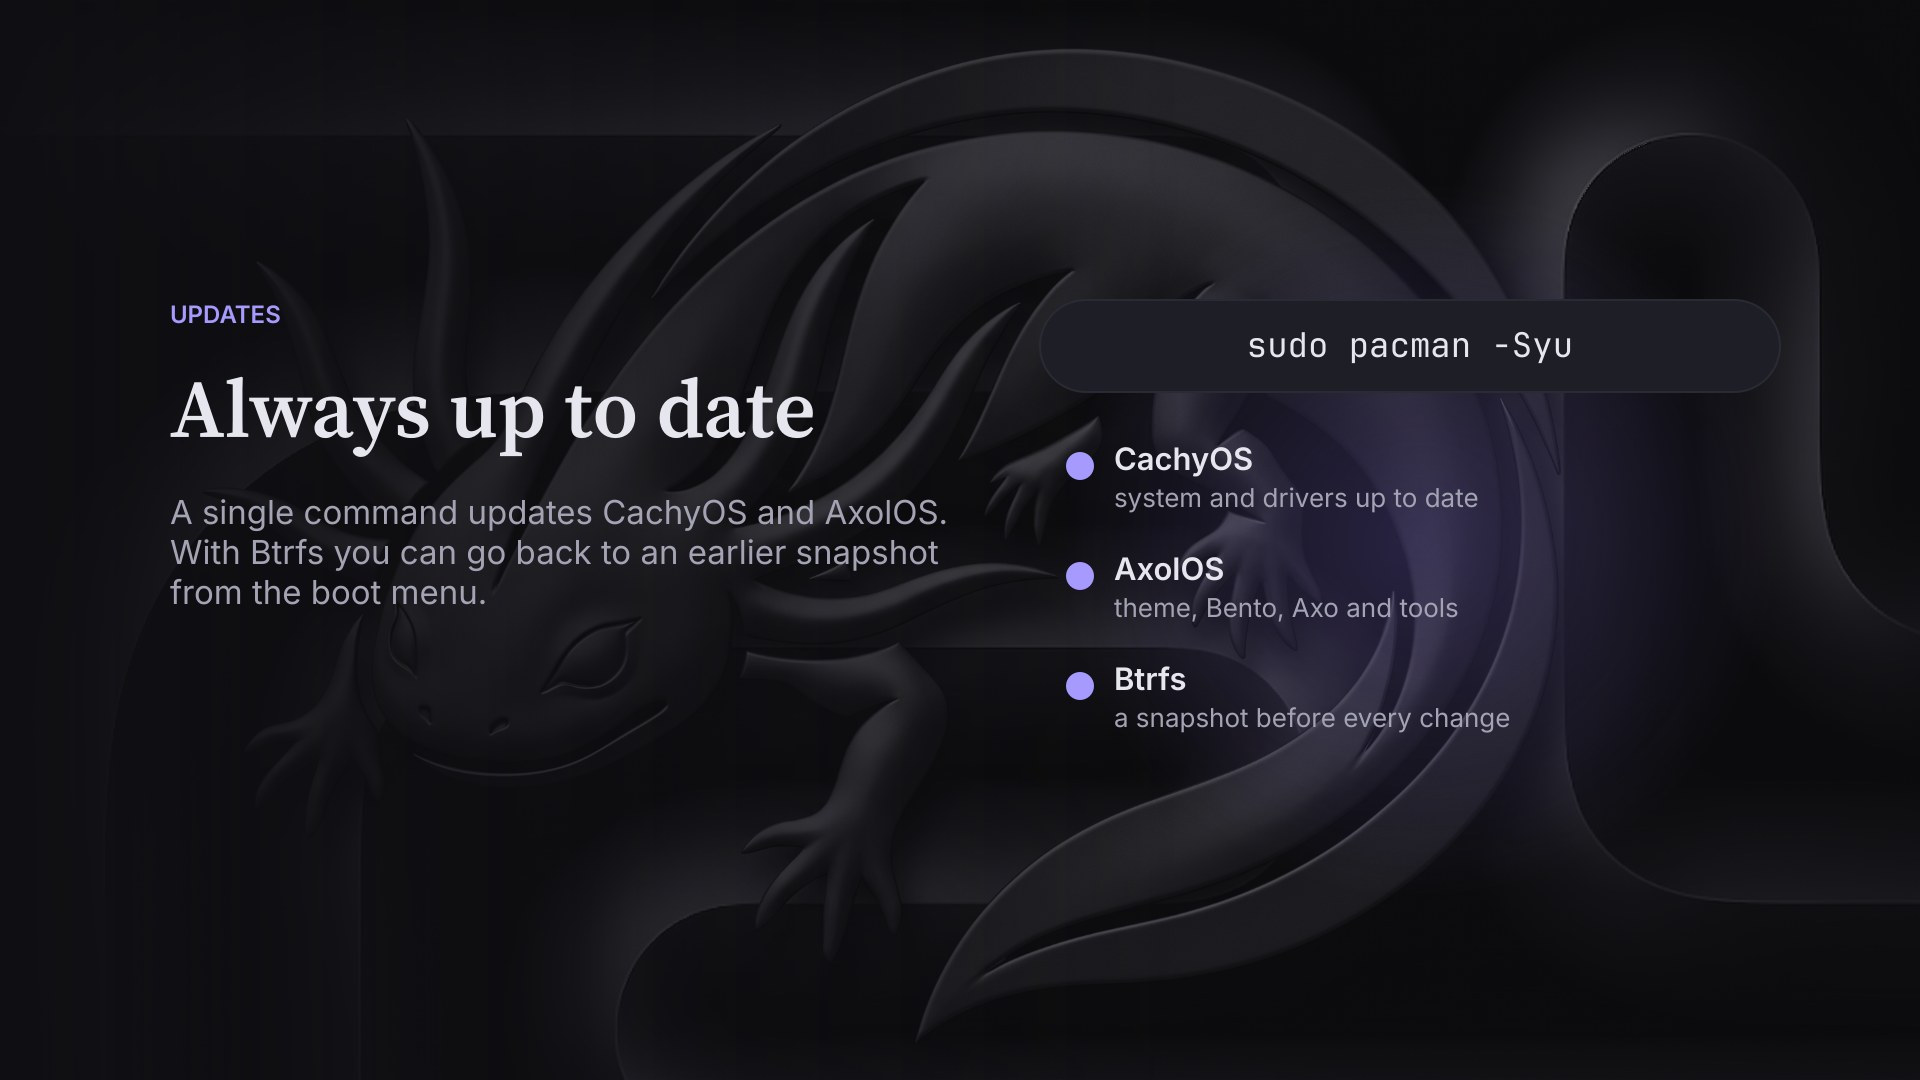 UPDATES
Always up to date
A single command updates CachyOS and AxolOS.
With Btrfs you can go back to an earlier snapshot
from the boot menu.
sudo pacman -Syu
CachyOS
system and drivers up to date
AxolOS
theme, Bento, Axo and tools
Btrfs
a snapshot before every change